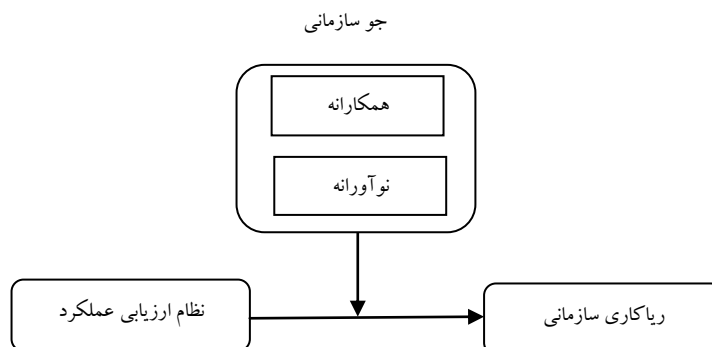 جو سازمانی
همکارانه
نوآورانه
نظام ارزیابی عملکرد
ریاکاری سازمانی